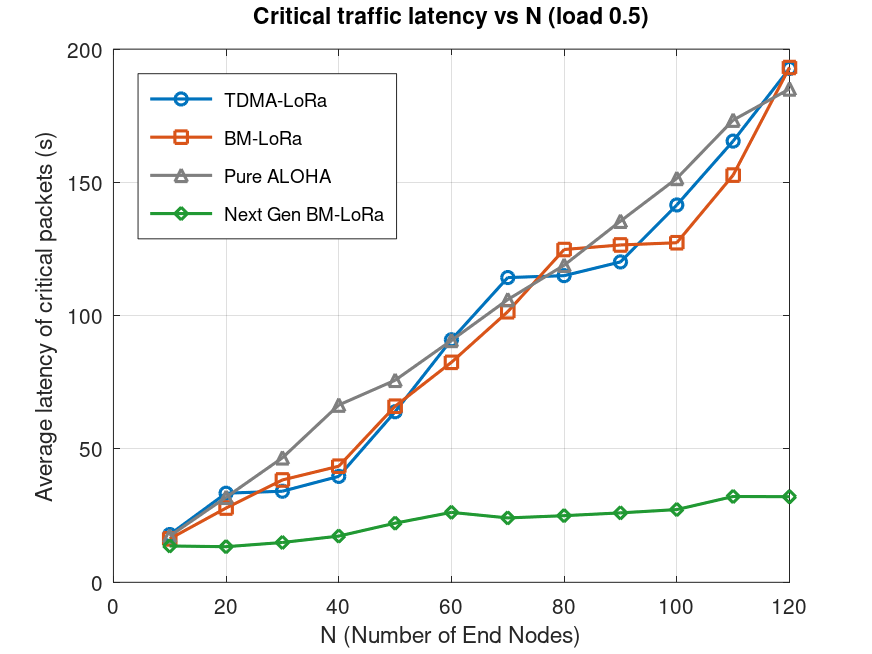 Critical traffic latency vs N (load 0.5)
Average latency of critical packets (s)
200
150
100
50
0
TDMA-LoRa
BM-LoRa
Pure ALOHA
Next Gen BM-LoRa
0 20 40 60 80 100 120
N (Number of End Nodes)